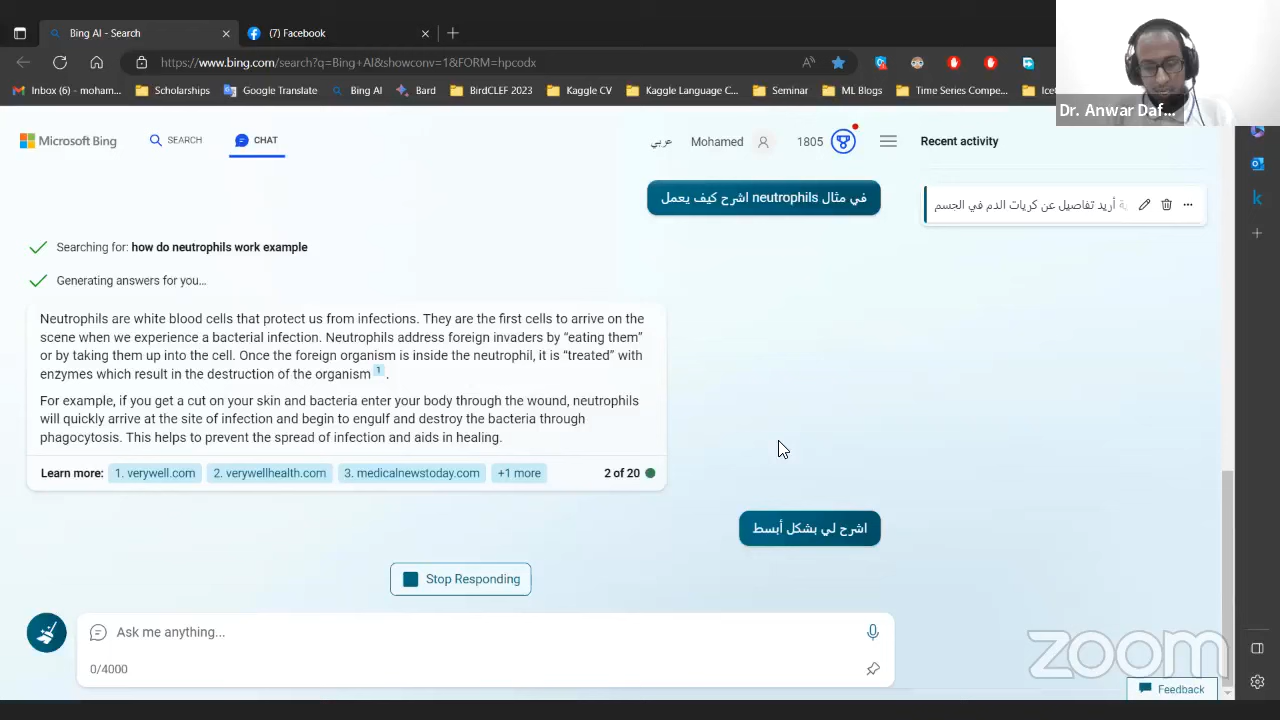 Bing AI - Search
(7) Facebook
https://www.bing.com/search?q=Bing+AI&showconv=1&FORM=hpcodx
Inbox (6) - moham...
Scholarships
Google Translate
Bing AI
Bard
BirdCLEF 2023
Kaggle CV
Kaggle Language C...
Seminar
ML Blogs
Time Series Compe...
Dr. Anwar Daf...
Microsoft Bing
SEARCH
CHAT
عربي
Mohamed
1805
Recent activity
في مثال neutrophils اشرح كيف يعمل
ة أريد تفاصيل عن كريات الدم في الجسم
Searching for: how do neutrophils work example
Generating answers for you...
Neutrophils are white blood cells that protect us from infections. They are the first cells to arrive on the
scene when we experience a bacterial infection. Neutrophils address foreign invaders by “eating them”
or by taking them up into the cell. Once the foreign organism is inside the neutrophil, it is “treated” with
enzymes which result in the destruction of the organism 1 .
For example, if you get a cut on your skin and bacteria enter your body through the wound, neutrophils
will quickly arrive at the site of infection and begin to engulf and destroy the bacteria through
phagocytosis. This helps to prevent the spread of infection and aids in healing.
Learn more: 1. verywell.com 2. verywellhealth.com 3. medicalnewstoday.com +1 more 2 of 20
اشرح لي بشكل أبسط
Stop Responding
Ask me anything...
0/4000
zoom
Feedback